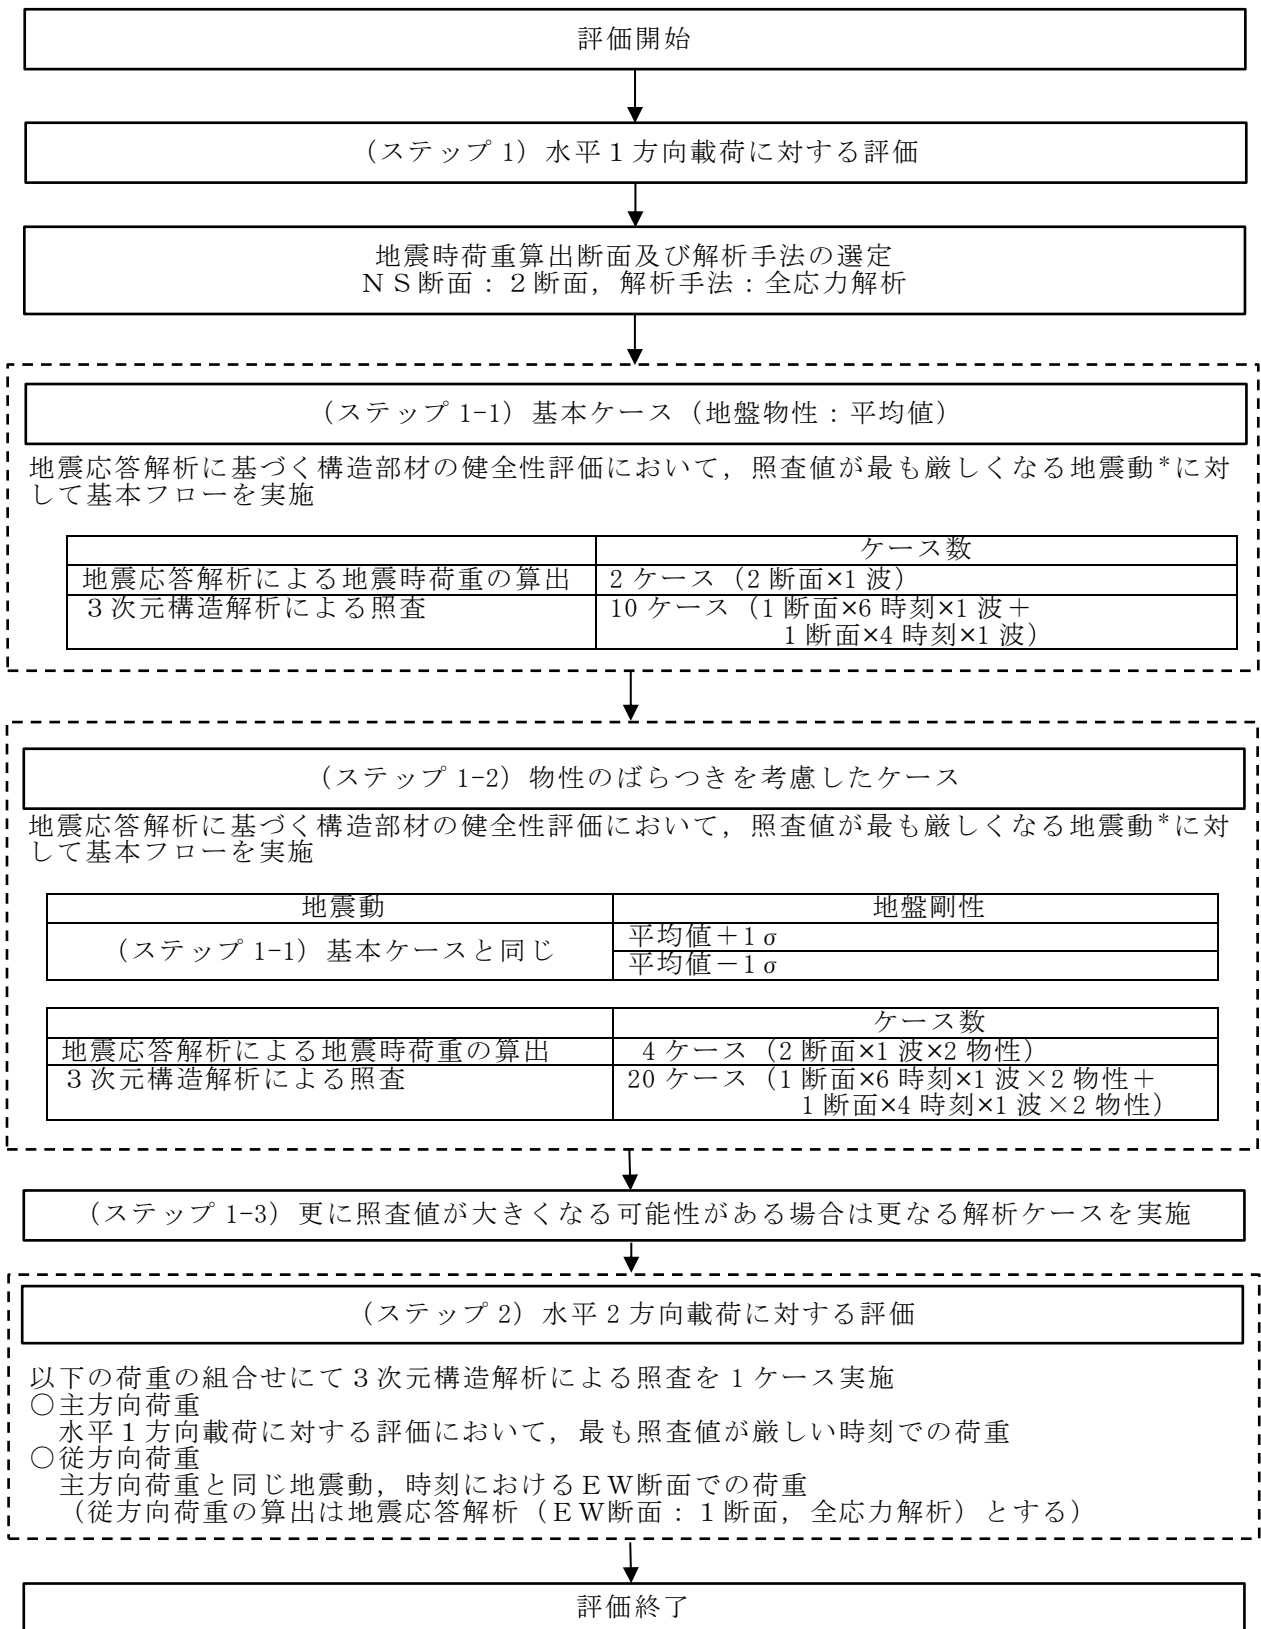 評価開始
（ステップ 1）水平１方向載荷に対する評価
地震時荷重算出断面及び解析手法の選定
ＮＳ断面：２断面，解析手法：全応力解析
（ステップ 1-1）基本ケース（地盤物性：平均値）
地震応答解析に基づく構造部材の健全性評価において，照査値が最も厳しくなる地震動*に対
して基本フローを実施
ケース数
地震応答解析による地震時荷重の算出 2 ケース（2 断面×1 波）
３次元構造解析による照査 10 ケース（1 断面×6 時刻×1 波＋
1 断面×4 時刻×1 波）
（ステップ 1-2）物性のばらつきを考慮したケース
地震応答解析に基づく構造部材の健全性評価において，照査値が最も厳しくなる地震動*に対
して基本フローを実施
地震動 地盤剛性
（ステップ 1-1）基本ケースと同じ 平均値＋1σ
平均値－1σ
ケース数
地震応答解析による地震時荷重の算出 4 ケース（2 断面×1 波×2 物性）
３次元構造解析による照査 20 ケース（1 断面×6 時刻×1 波×2 物性＋
1 断面×4 時刻×1 波×2 物性）
（ステップ 1-3）更に照査値が大きくなる可能性がある場合は更なる解析ケースを実施
（ステップ 2）水平２方向載荷に対する評価
以下の荷重の組合せにて３次元構造解析による照査を１ケース実施
○主方向荷重
水平１方向載荷に対する評価において，最も照査値が厳しい時刻での荷重
○従方向荷重
主方向荷重と同じ地震動，時刻におけるＥＷ断面での荷重
（従方向荷重の算出は地震応答解析（ＥＷ断面：１断面，全応力解析）とする）
評価終了